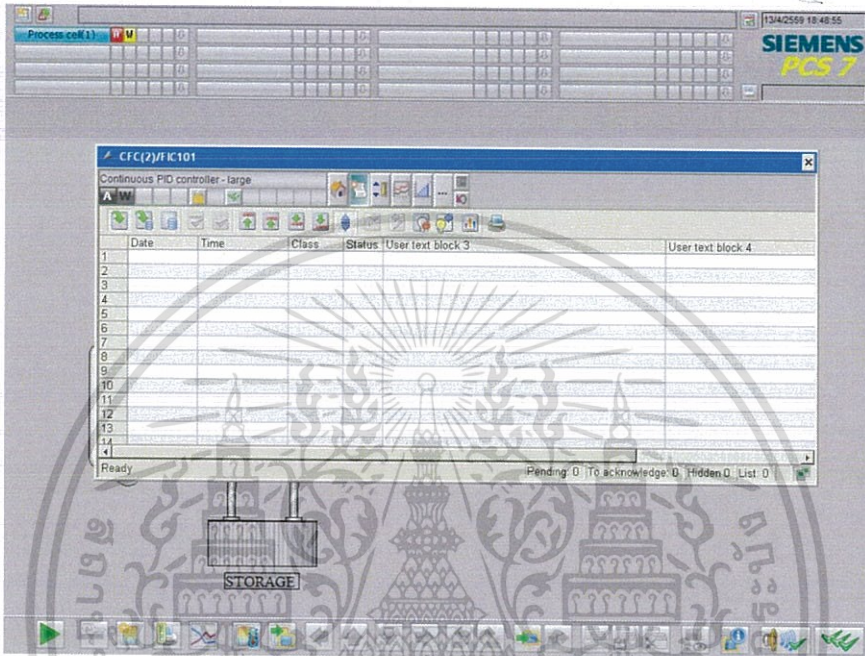 13/4/2559 18:48:55
Process cell(1) A W
SIEMENS
PCS 7
CFC(2)/FIC101
Continuous PID controller - large
A W
Date Time Class Status User text block 3 User text block 4
1
2
3
4
5
6
7
8
9
10
11
12
13
14
Ready Pending: 0 To acknowledge: 0 Hidden 0 List: 0
STORAGE